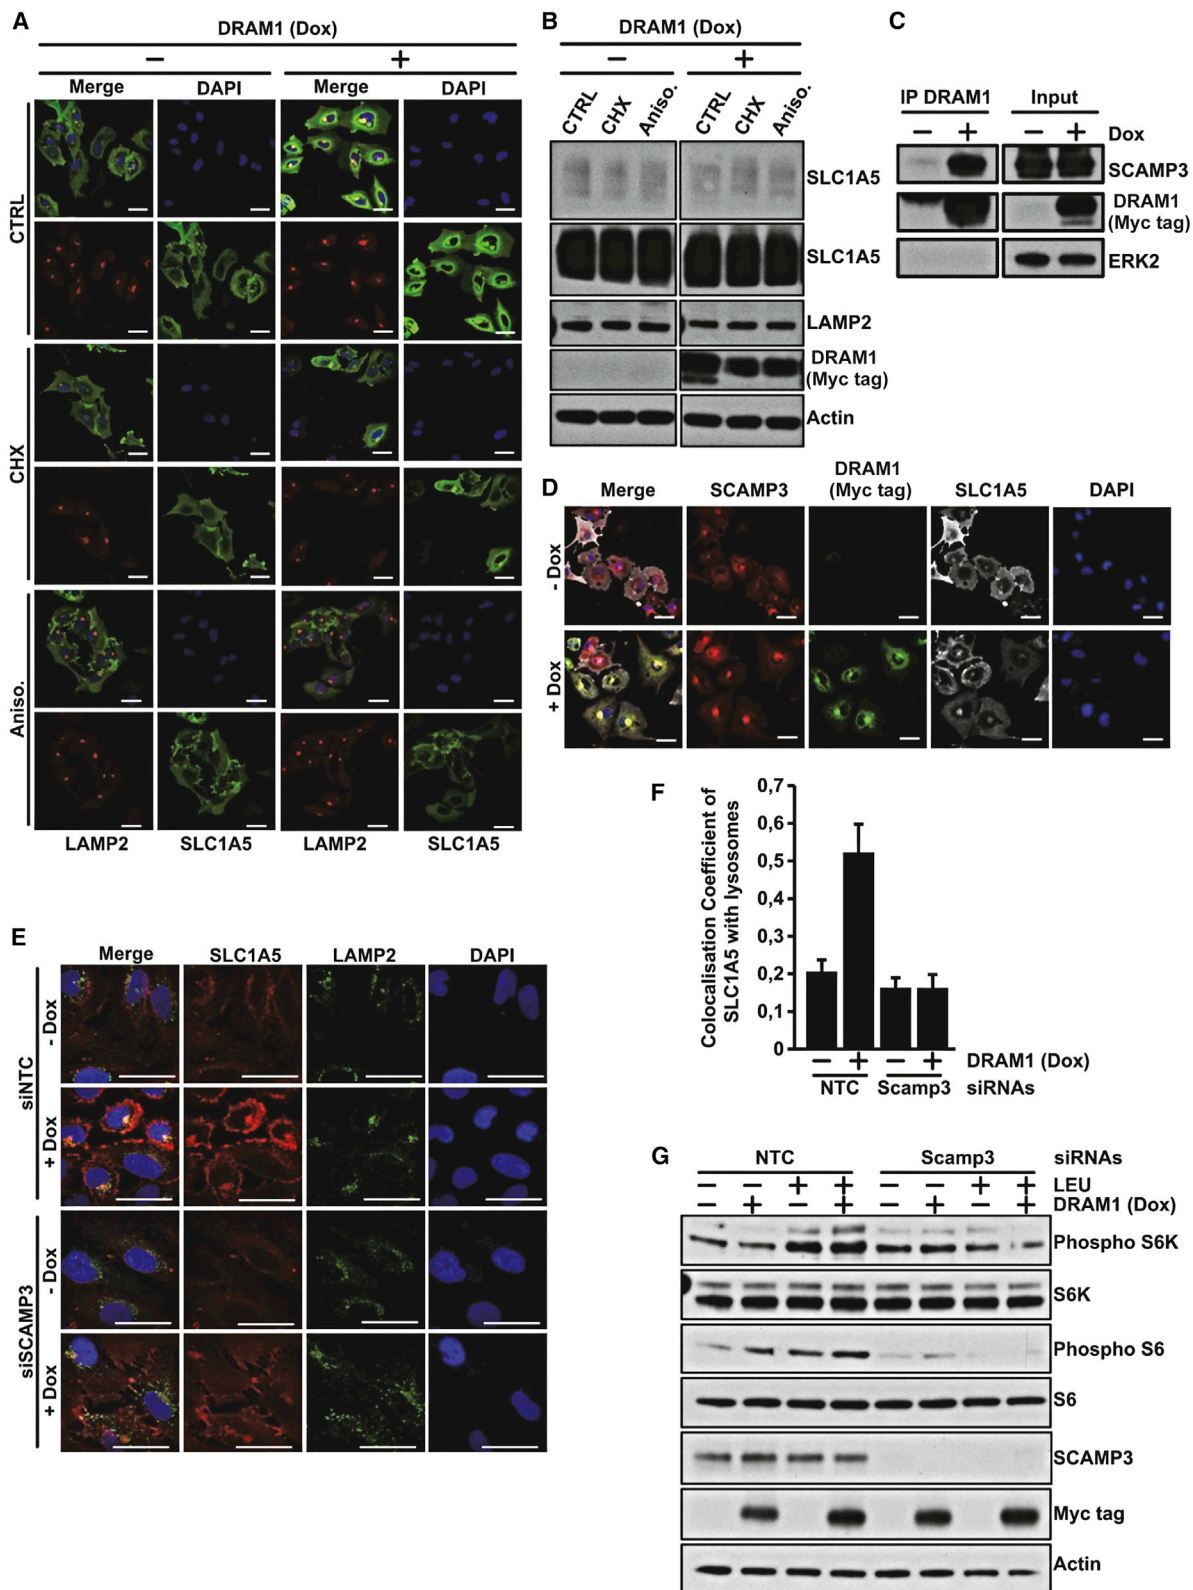 A
DRAM1 (Dox)
− +
Merge DAPI Merge DAPI
CTRL
CHX
Aniso.
LAMP2 SLC1A5 LAMP2 SLC1A5
B
DRAM1 (Dox)
− +
CTRL CHX Aniso. CTRL CHX Aniso.
SLC1A5
SLC1A5
LAMP2
DRAM1
(Myc tag)
Actin
C
IP DRAM1 Input
− + − + Dox
SCAMP3
DRAM1
(Myc tag)
ERK2
D
Merge SCAMP3 DRAM1 (Myc tag) SLC1A5 DAPI
- Dox
+ Dox
E
Merge SLC1A5 LAMP2 DAPI
siNTC
- Dox
+ Dox
siSCAMP3
- Dox
+ Dox
F
Colocalisation Coefficient of
SLC1A5 with lysosomes
0,7
0,6
0,5
0,4
0,3
0,2
0,1
0
− + − + DRAM1 (Dox)
NTC Scamp3 siRNAs
G
NTC Scamp3 siRNAs
− − + + − − + + LEU
− + − + − + − + DRAM1 (Dox)
Phospho S6K
S6K
Phospho S6
S6
SCAMP3
Myc tag
Actin